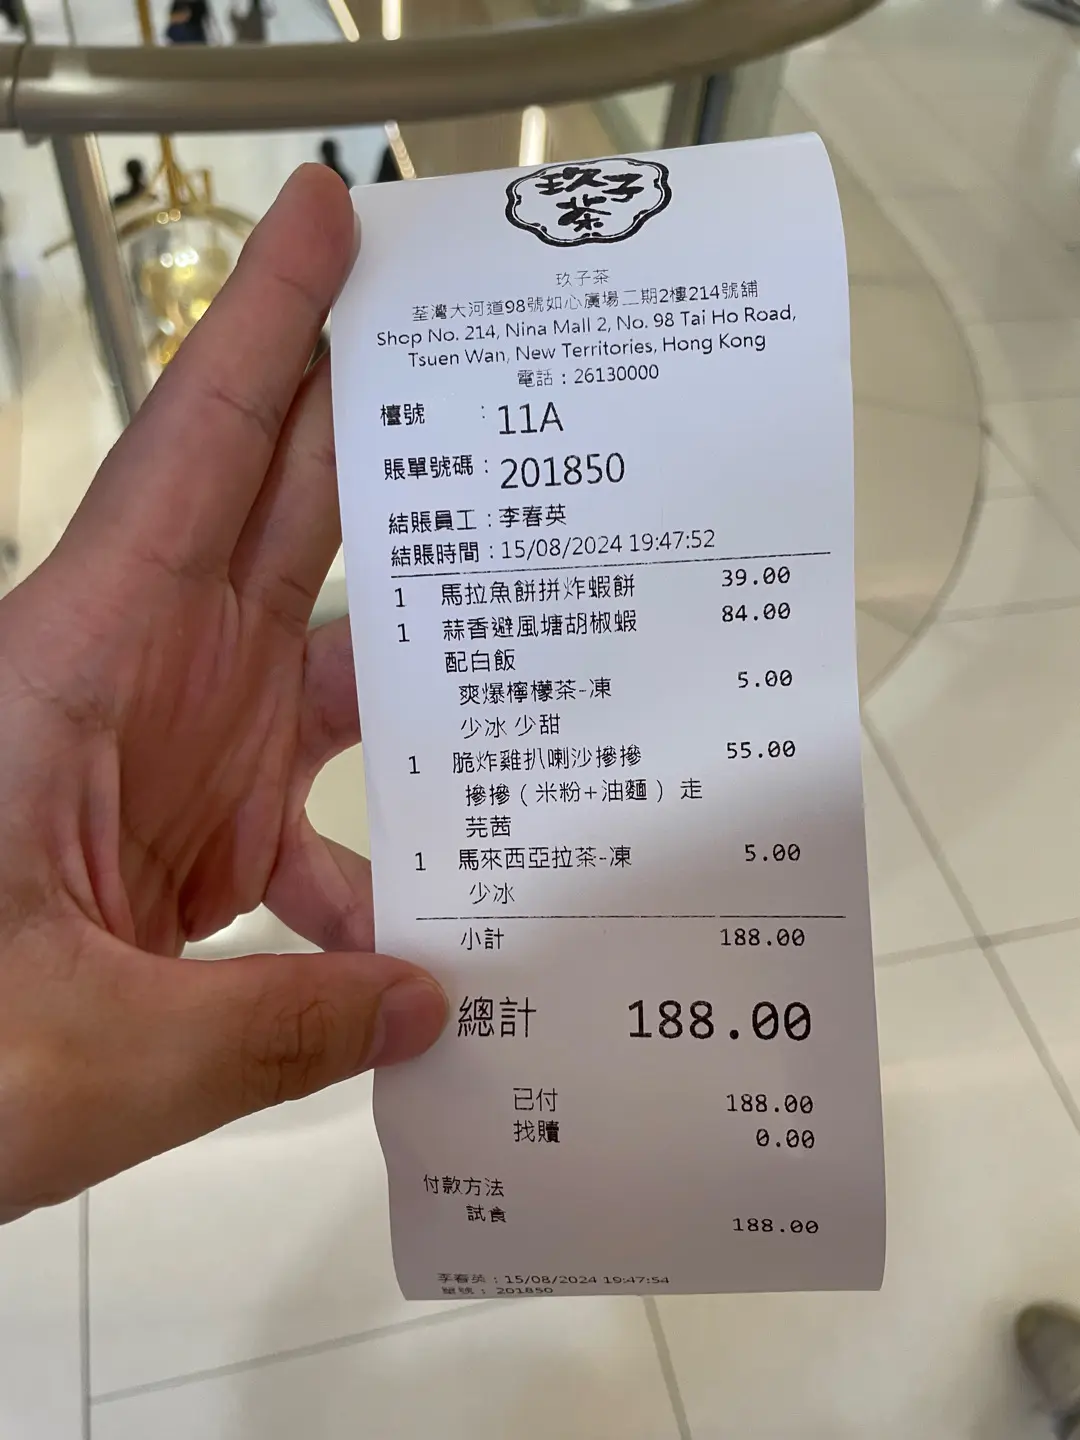 玖子茶
玖子茶
荃灣大河道98號如心廣場二期2樓214號舖
Shop No. 214, Nina Mall 2, No. 98 Tai Ho Road,
Tsuen Wan, New Territories, Hong Kong
電話：26130000
檯號 : 11A
賬單號碼 : 201850
結賬員工 : 李春英
結賬時間 : 15/08/2024 19:47:52
1 馬拉魚餅拼炸蝦餅 39.00
1 蒜香避風塘胡椒蝦 84.00
配白飯
爽爆檸檬茶-凍 5.00
少冰 少甜
1 脆炸雞扒喇沙摻摻 55.00
摻摻（米粉+油麵） 走
芫茜
1 馬來西亞拉茶-凍 5.00
少冰
小計 188.00
總計 188.00
已付 188.00
找贖 0.00
付款方法
試食 188.00
李春英 : 15/08/2024 19:47:54
單號 : 201850